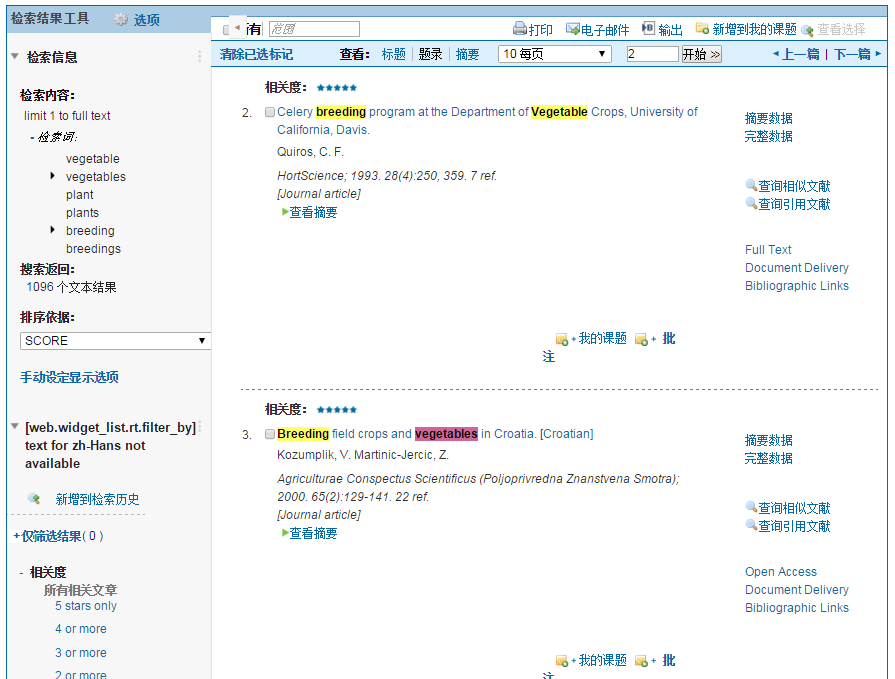 检索结果工具 选项
检索信息
检索内容:
limit 1 to full text
- 检索词:
vegetable
vegetables
plant
plants
breeding
breedings
搜索返回:
1096 个文本结果
排序依据:
SCORE
手动设定显示选项
[web.widget_list.rt.filter_by]
text for zh-Hans not
available
新增到检索历史
+仅筛选结果( 0 )
- 相关度
所有相关文章
5 stars only
4 or more
3 or more
2 or more
有 范围 打印 电子邮件 输出 新增到我的课题 查看选择
清除已选标记 查看: 标题 题录 摘要 10 每页 2 开始 >> 上一篇 | 下一篇
相关度:
2. Celery breeding program at the Department of Vegetable Crops, University of
California, Davis.
Quiros, C. F.
HortScience; 1993. 28(4):250, 359. 7 ref.
[Journal article]
查看摘要
摘要数据
完整数据
查询相似文献
查询引用文献
Full Text
Document Delivery
Bibliographic Links
+ 我的课题 + 批
注
相关度:
3. Breeding field crops and vegetables in Croatia. [Croatian]
Kozumplik, V. Martinic-Jercic, Z.
Agriculturae Conspectus Scientificus (Poljoprivredna Znanstvena Smotra);
2000. 65(2):129-141. 22 ref.
[Journal article]
查看摘要
摘要数据
完整数据
查询相似文献
查询引用文献
Open Access
Document Delivery
Bibliographic Links
+ 我的课题 + 批
注